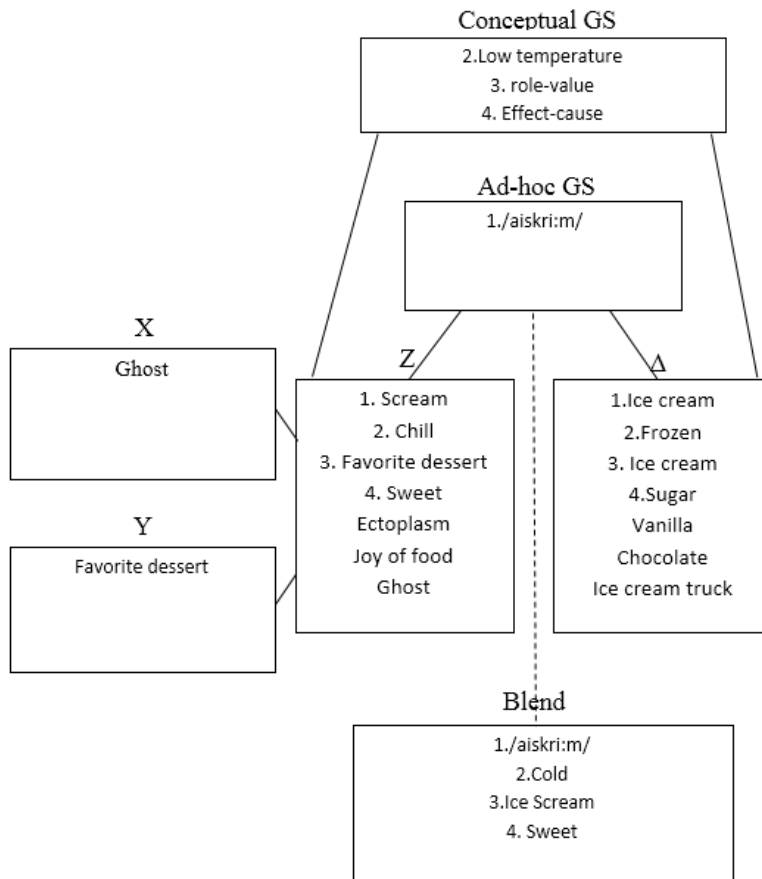 Conceptual GS
2.Low temperature
3. role-value
4. Effect-cause
Ad-hoc GS
1./aiskri:m/
X
Ghost
Y
Favorite dessert
Z
1. Scream
2. Chill
3. Favorite dessert
4. Sweet
Ectoplasm
Joy of food
Ghost
Δ
1.Ice cream
2.Frozen
3. Ice cream
4.Sugar
Vanilla
Chocolate
Ice cream truck
Blend
1./aiskri:m/
2.Cold
3.Ice Scream
4. Sweet